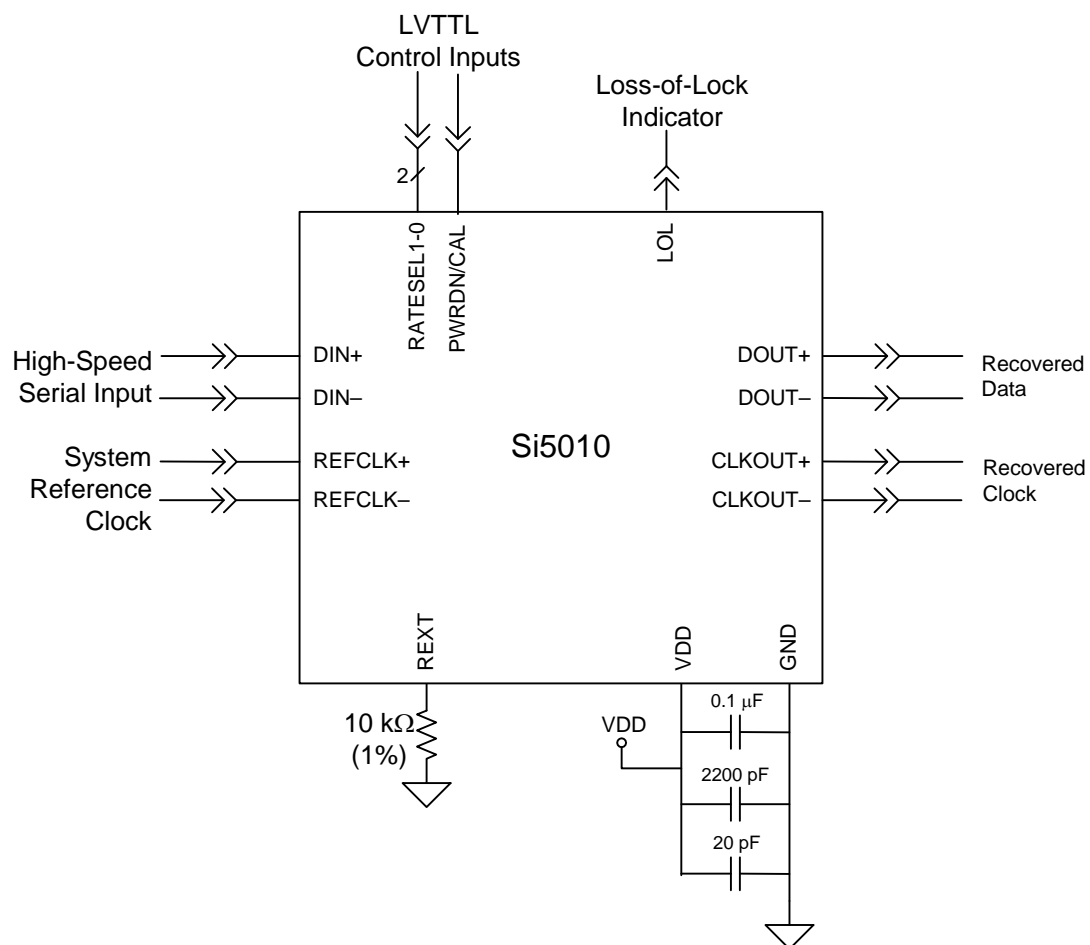 LVTTL
Control Inputs
Loss-of-Lock
Indicator
2
RATESEL1-0
PWRDN/CAL
LOL
High-Speed
Serial Input
DIN+
DIN–
DOUT+
DOUT–
Recovered
Data
System
Reference
Clock
REFCLK+
REFCLK–
Si5010
CLKOUT+
CLKOUT–
Recovered
Clock
REXT
VDD
GND
10 kΩ
(1%)
VDD
0.1 μF
2200 pF
20 pF